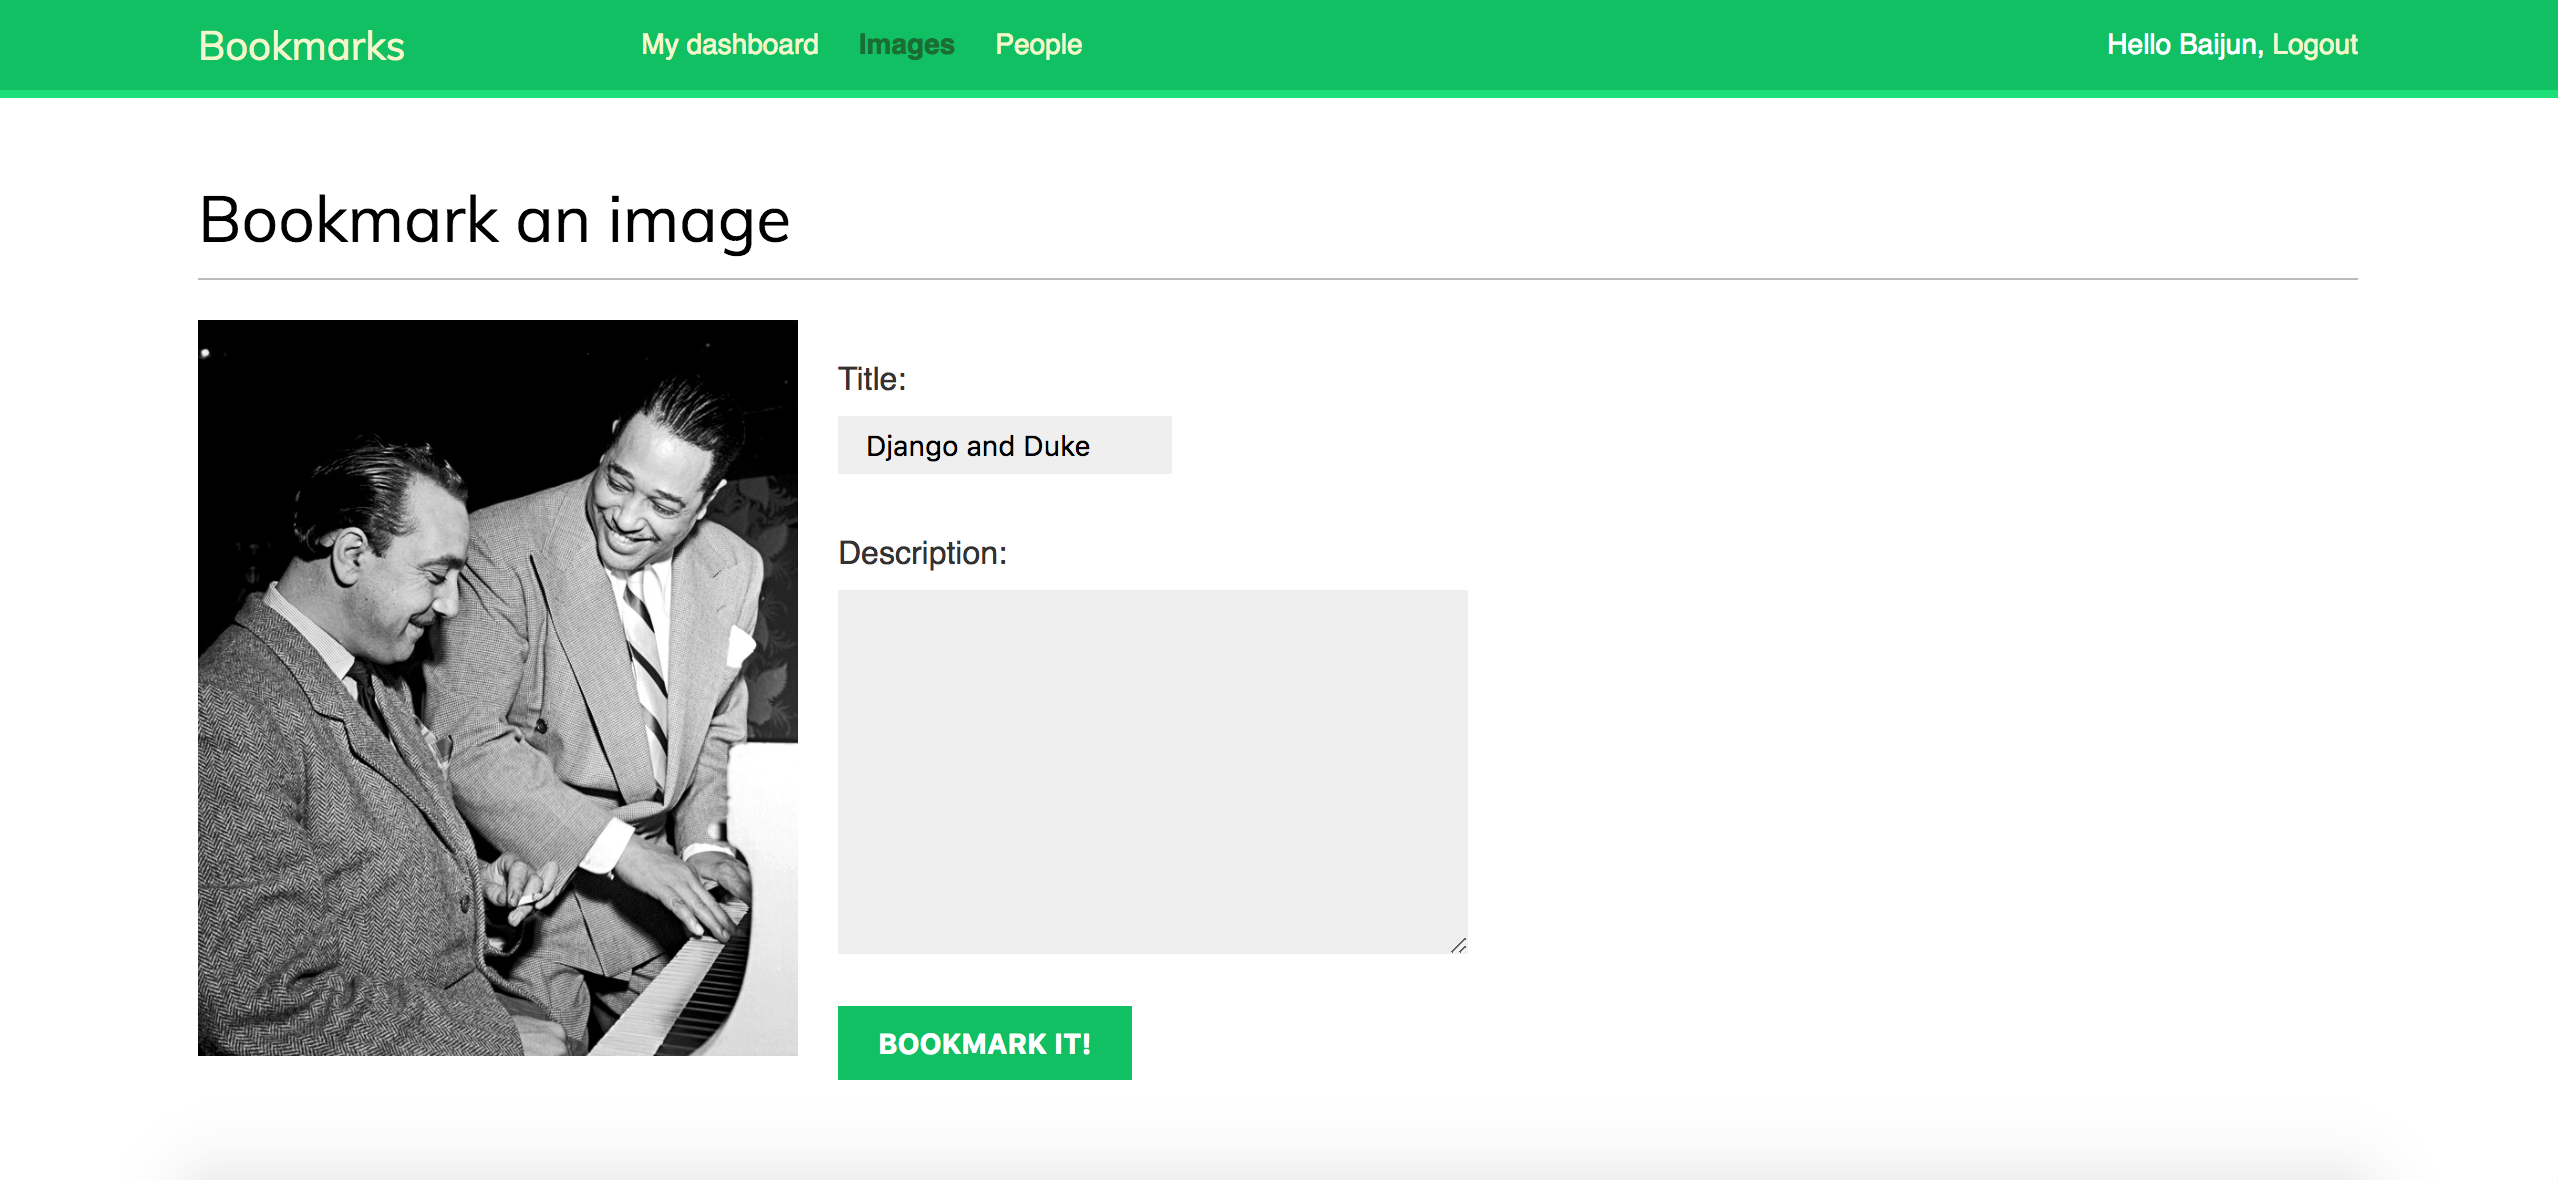 Bookmarks
My dashboard Images People
Hello Baijun, Logout
Bookmark an image
Title:
Django and Duke
Description:
BOOKMARK IT!